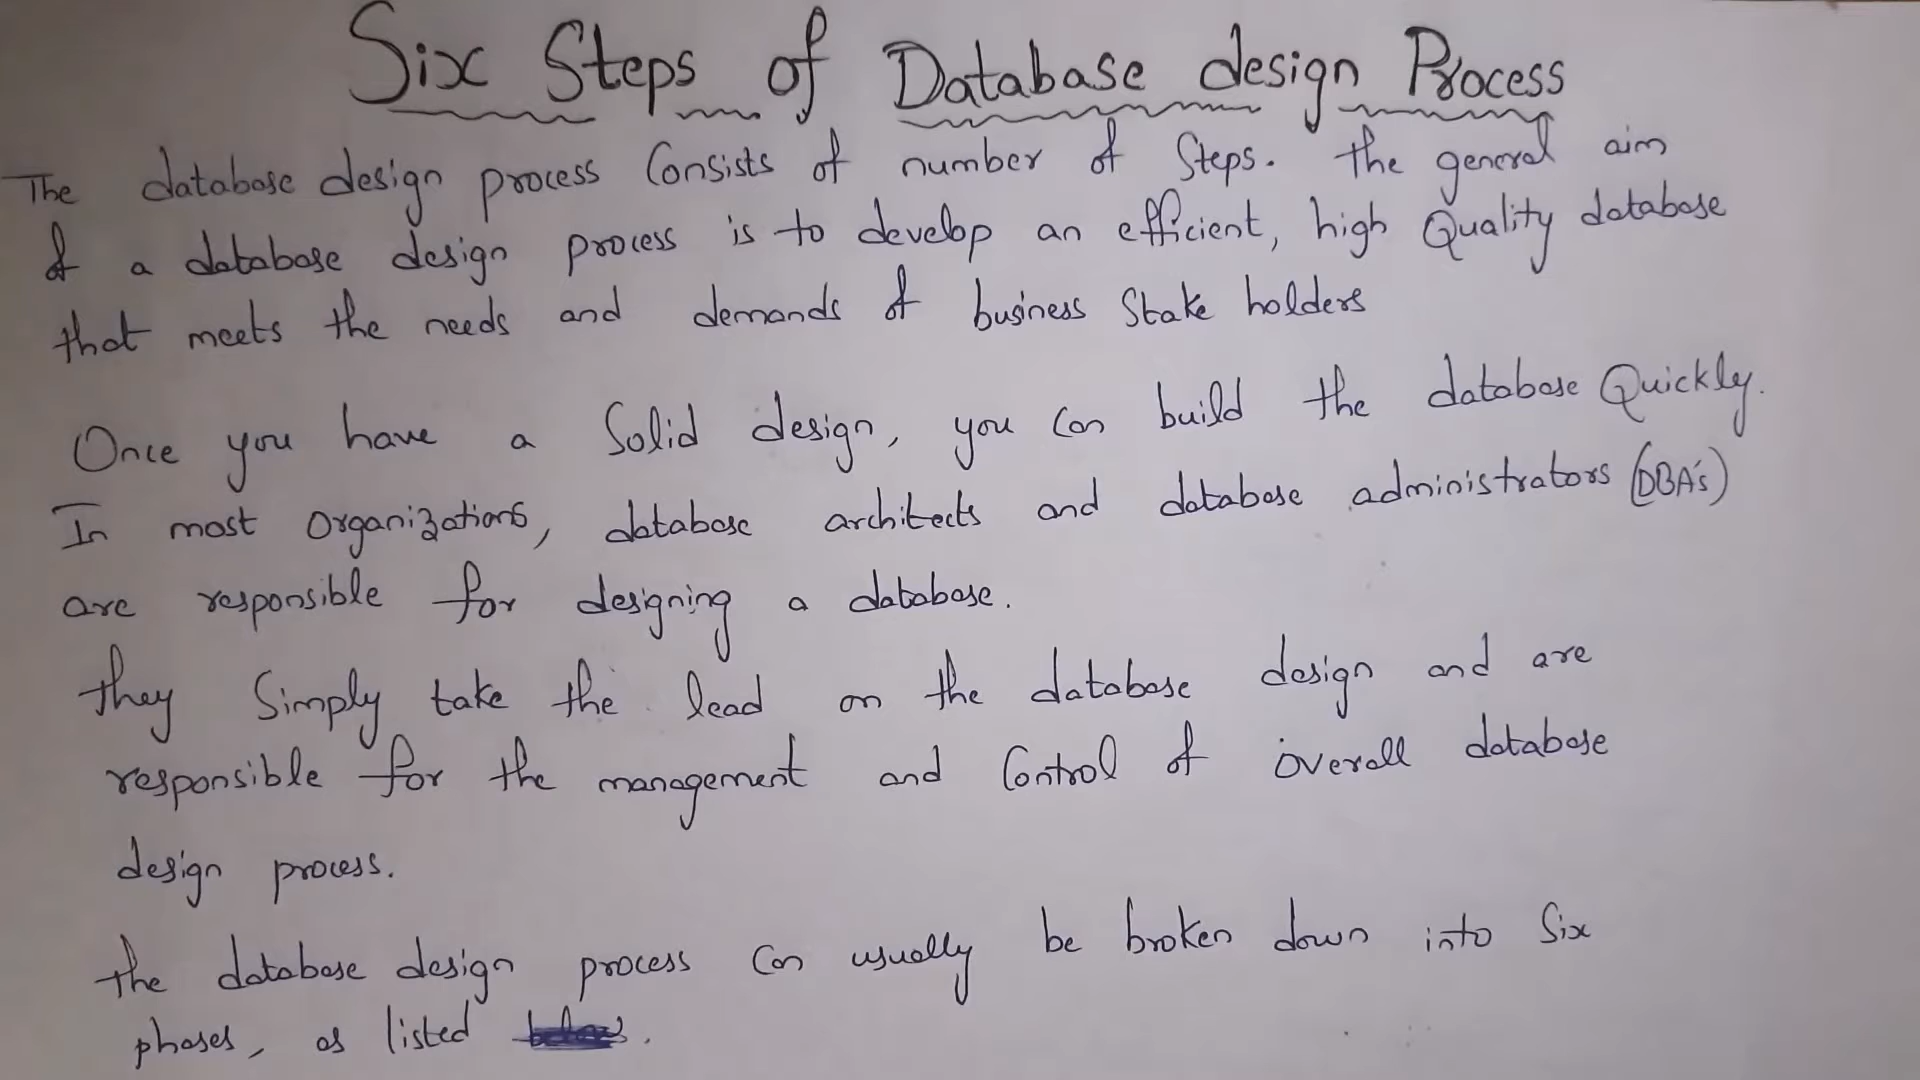 Six Steps of Database design Process
The database design process Consists of number of Steps. the general aim
of a database design process is to develop an efficient, high Quality database
that meets the needs and demands of business Stake holders
Once you have a Solid design, you Can build the database Quickly.
In most Organizations, database architects and database administrators (DBA's)
are responsible for designing a database.
they Simply take the lead on the database design and are
responsible for the management and Control of overall database
design process.
the database design process Can usually be broken down into Six
phases, as listed .